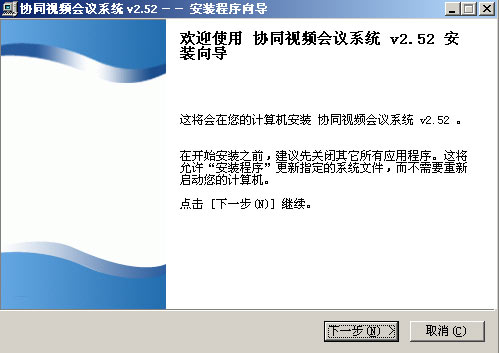 协同视频会议系统 v2.52 －－ 安装程序向导
欢迎使用 协同视频会议系统 v2.52 安
装向导
这将会在您的计算机安装 协同视频会议系统 v2.52 。
在开始安装之前，建议先关闭其它所有应用程序。这将
允许“安装程序”更新指定的系统文件，而不需要重新
启动您的计算机。
点击 [下一步(N)] 继续。
下一步(N) >
取消(C)